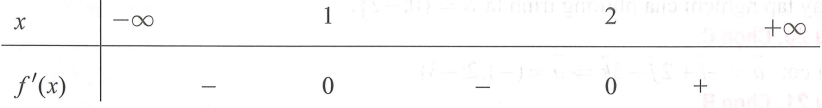 x −∞ 1 2 +∞
f'(x) − 0 − 0 +